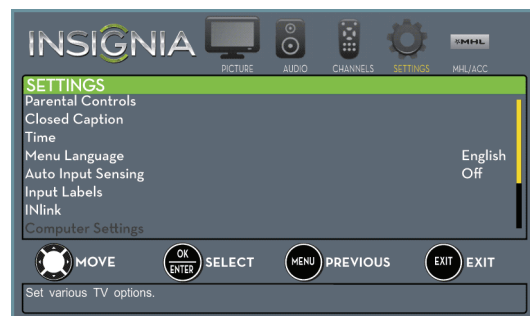 INSIGNIA
PICTURE AUDIO CHANNELS SETTINGS MHL MHL/ACC
SETTINGS
Parental Controls
Closed Caption
Time
Menu Language English
Auto Input Sensing Off
Input Labels
INlink
Computer Settings
MOVE OK ENTER SELECT MENU PREVIOUS EXIT EXIT
Set various TV options.